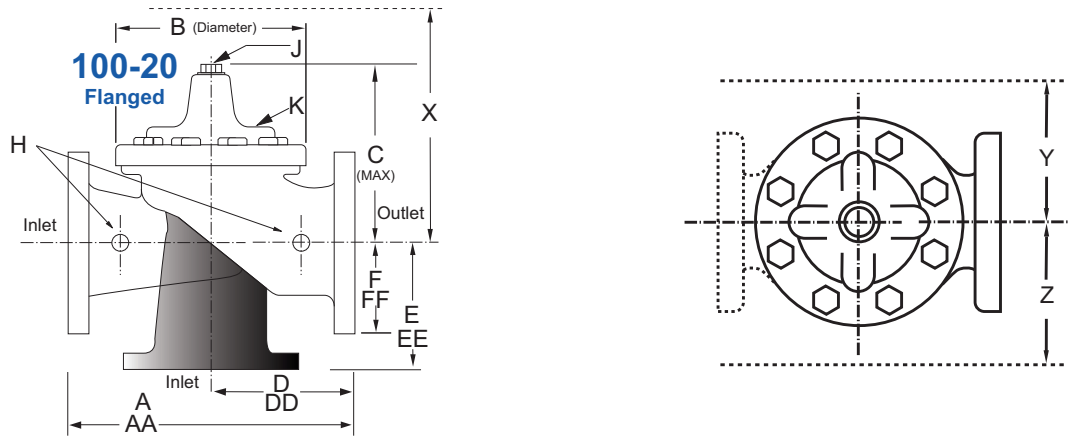 B (Diameter)
J
100-20
Flanged
K
X
H
C
(MAX)
Y
Inlet
Outlet
F
FF
E
EE
Z
Inlet
D
DD
A
AA